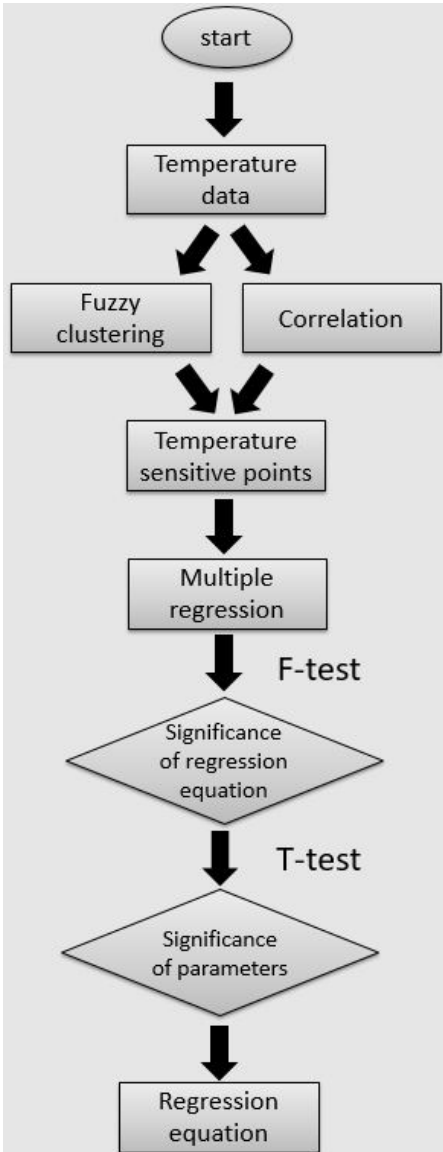 start
Temperature
data
Fuzzy
clustering
Correlation
Temperature
sensitive points
Multiple
regression
F-test
Significance
of regression
equation
T-test
Significance
of parameters
Regression
equation